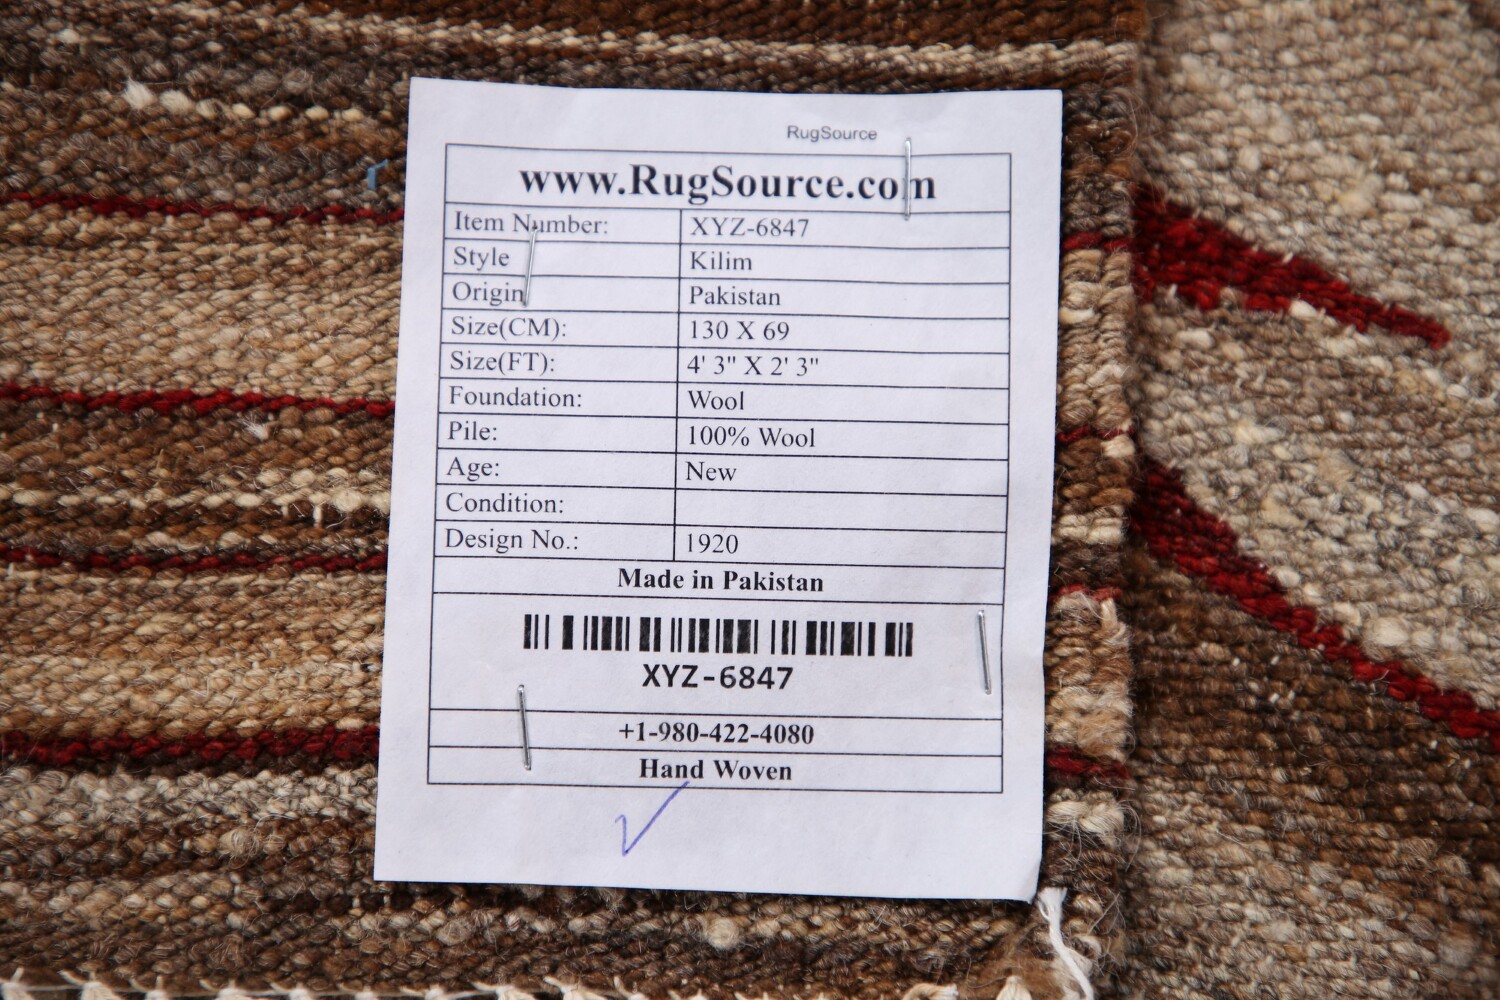 RugSource
www.RugSource.com
Item Number: XYZ-6847
Style Kilim
Origin Pakistan
Size(CM): 130 X 69
Size(FT): 4' 3" X 2' 3"
Foundation: Wool
Pile: 100% Wool
Age: New
Condition:
Design No.: 1920
Made in Pakistan
XYZ-6847
+1-980-422-4080
Hand Woven